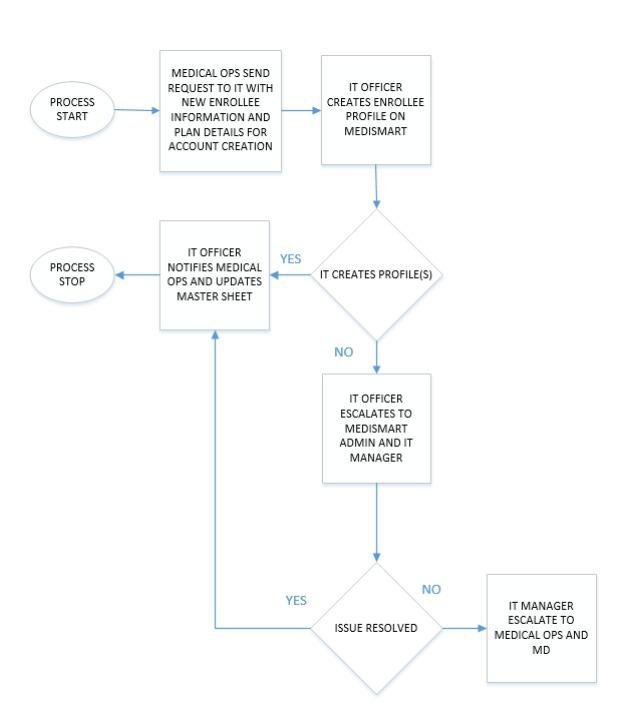 PROCESS
START
MEDICAL OPS SEND
REQUEST TO IT WITH
NEW ENROLLEE
INFORMATION AND
PLAN DETAILS FOR
ACCOUNT CREATION
IT OFFICER
CREATES ENROLLEE
PROFILE ON
MEDISMART
PROCESS
STOP
IT OFFICER
NOTIFIES MEDICAL
OPS AND UPDATES
MASTER SHEET
YES
IT CREATES PROFILE(S)
NO
IT OFFICER
ESCALATES TO
MEDISMART
ADMIN AND IT
MANAGER
YES
ISSUE RESOLVED
NO
IT MANAGER
ESCALATE TO
MEDICAL OPS AND
MD